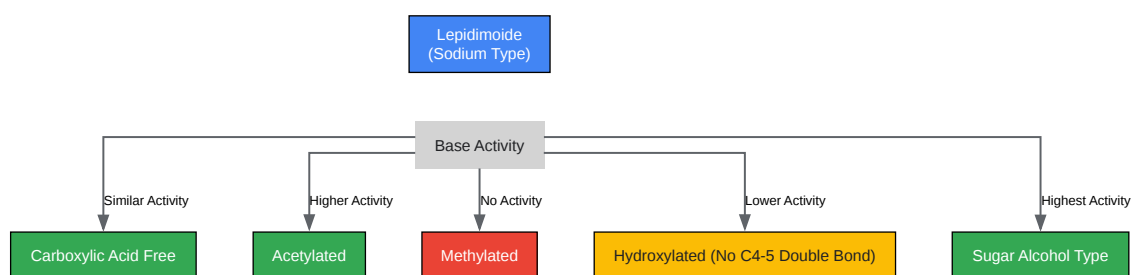 Lepidimoide
(Sodium Type)
Base Activity
Similar Activity
Higher Activity
No Activity
Lower Activity
Highest Activity
Carboxylic Acid Free
Acetylated
Methylated
Hydroxylated (No C4-5 Double Bond)
Sugar Alcohol Type